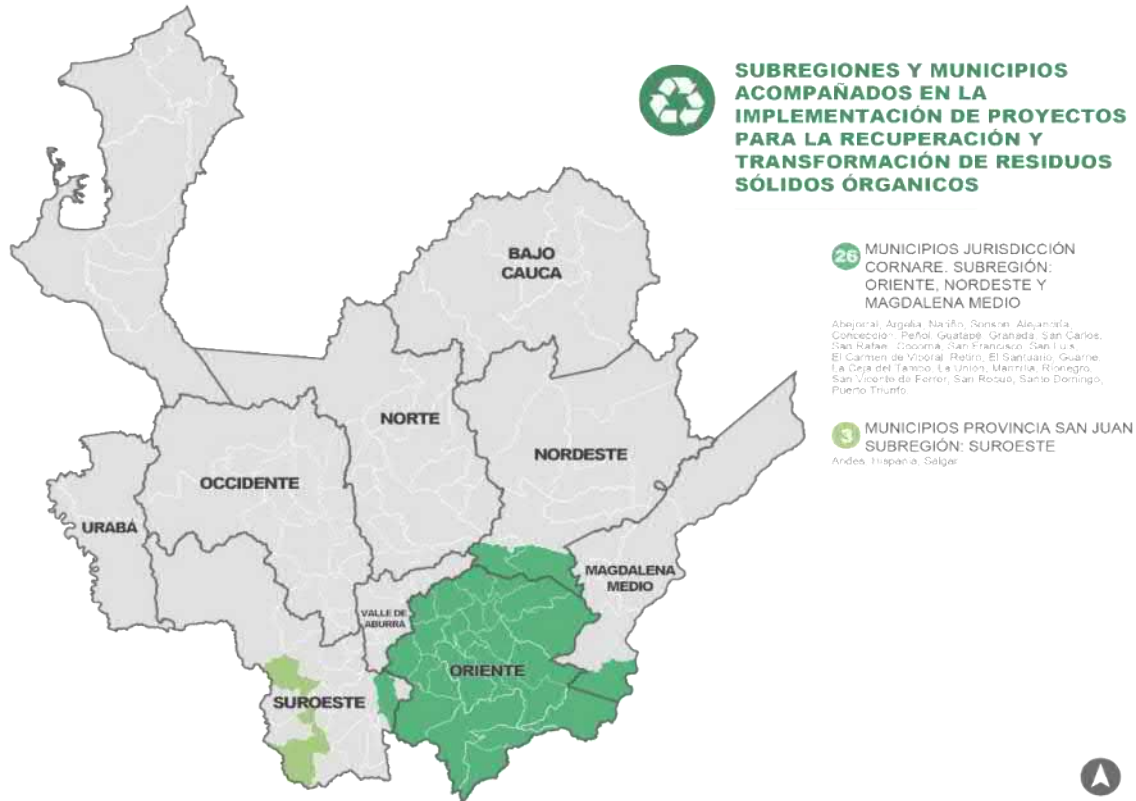 SUBREGIONES Y MUNICIPIOS
ACOMPAÑADOS EN LA
IMPLEMENTACIÓN DE PROYECTOS
PARA LA RECUPERACIÓN Y
TRANSFORMACIÓN DE RESIDUOS
SÓLIDOS ÓRGANICOS
26 MUNICIPIOS JURISDICCIÓN
CORNARE. SUBREGIÓN:
ORIENTE, NORDESTE Y
MAGDALENA MEDIO
Abejorral, Argelia, Nariño, Sonson, Alejandría,
Concepción, Peñol, Guatapé, Granada, San Carlos,
San Rafael, Cocorná, San Francisco, San Luis,
El Carmen de Viboral, Retiro, El Santuario, Guarne,
La Ceja del Tambo, La Unión, Marinilla, Rionegro,
San Vicente de Ferrer, San Roque, Santo Domingo,
Puerto Triunfo.
3 MUNICIPIOS PROVINCIA SAN JUAN
SUBREGIÓN: SUROESTE
Andes, Hispania, Salgar
BAJO
CAUCA
NORTE
NORDESTE
OCCIDENTE
URABÁ
MAGDALENA
MEDIO
VALLE DE
ABURRA
ORIENTE
SUROESTE